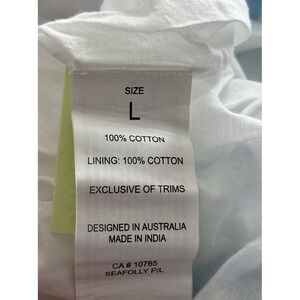 SIZE
L
100% COTTON
LINING: 100% COTTON
EXCLUSIVE OF TRIMS
DESIGNED IN AUSTRALIA
MADE IN INDIA
CA# 10765
SEAFOLLY P/L